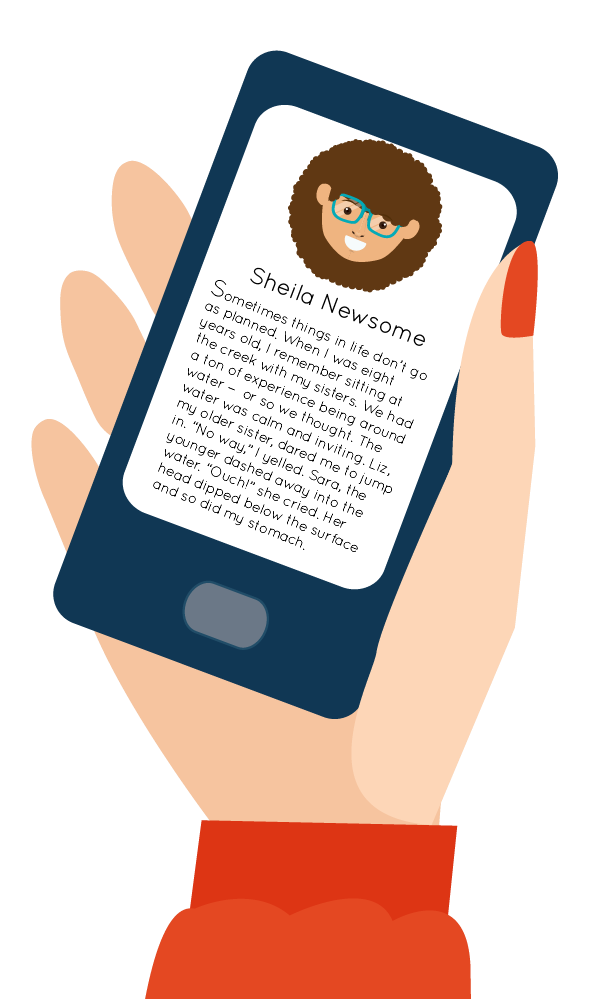 Sheila Newsome
Sometimes things in life don't go
as planned. When I was eight
years old, I remember sitting at
the creek with my sisters. We had
a ton of experience being around
water – or so we thought. The
water was calm and inviting. Liz,
my older sister, dared me to jump
in. "No way," I yelled. Sara, the
younger dashed away into the
water. "Ouch!" she cried. Her
head dipped below the surface
and so did my stomach.